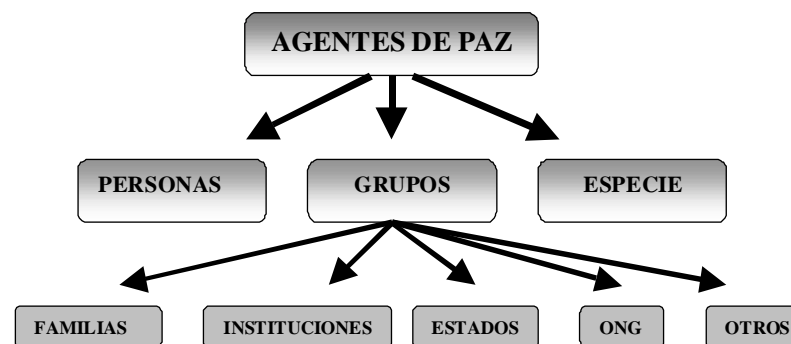 AGENTES DE PAZ
PERSONAS
GRUPOS
ESPECIE
FAMILIAS
INSTITUCIONES
ESTADOS
ONG
OTROS